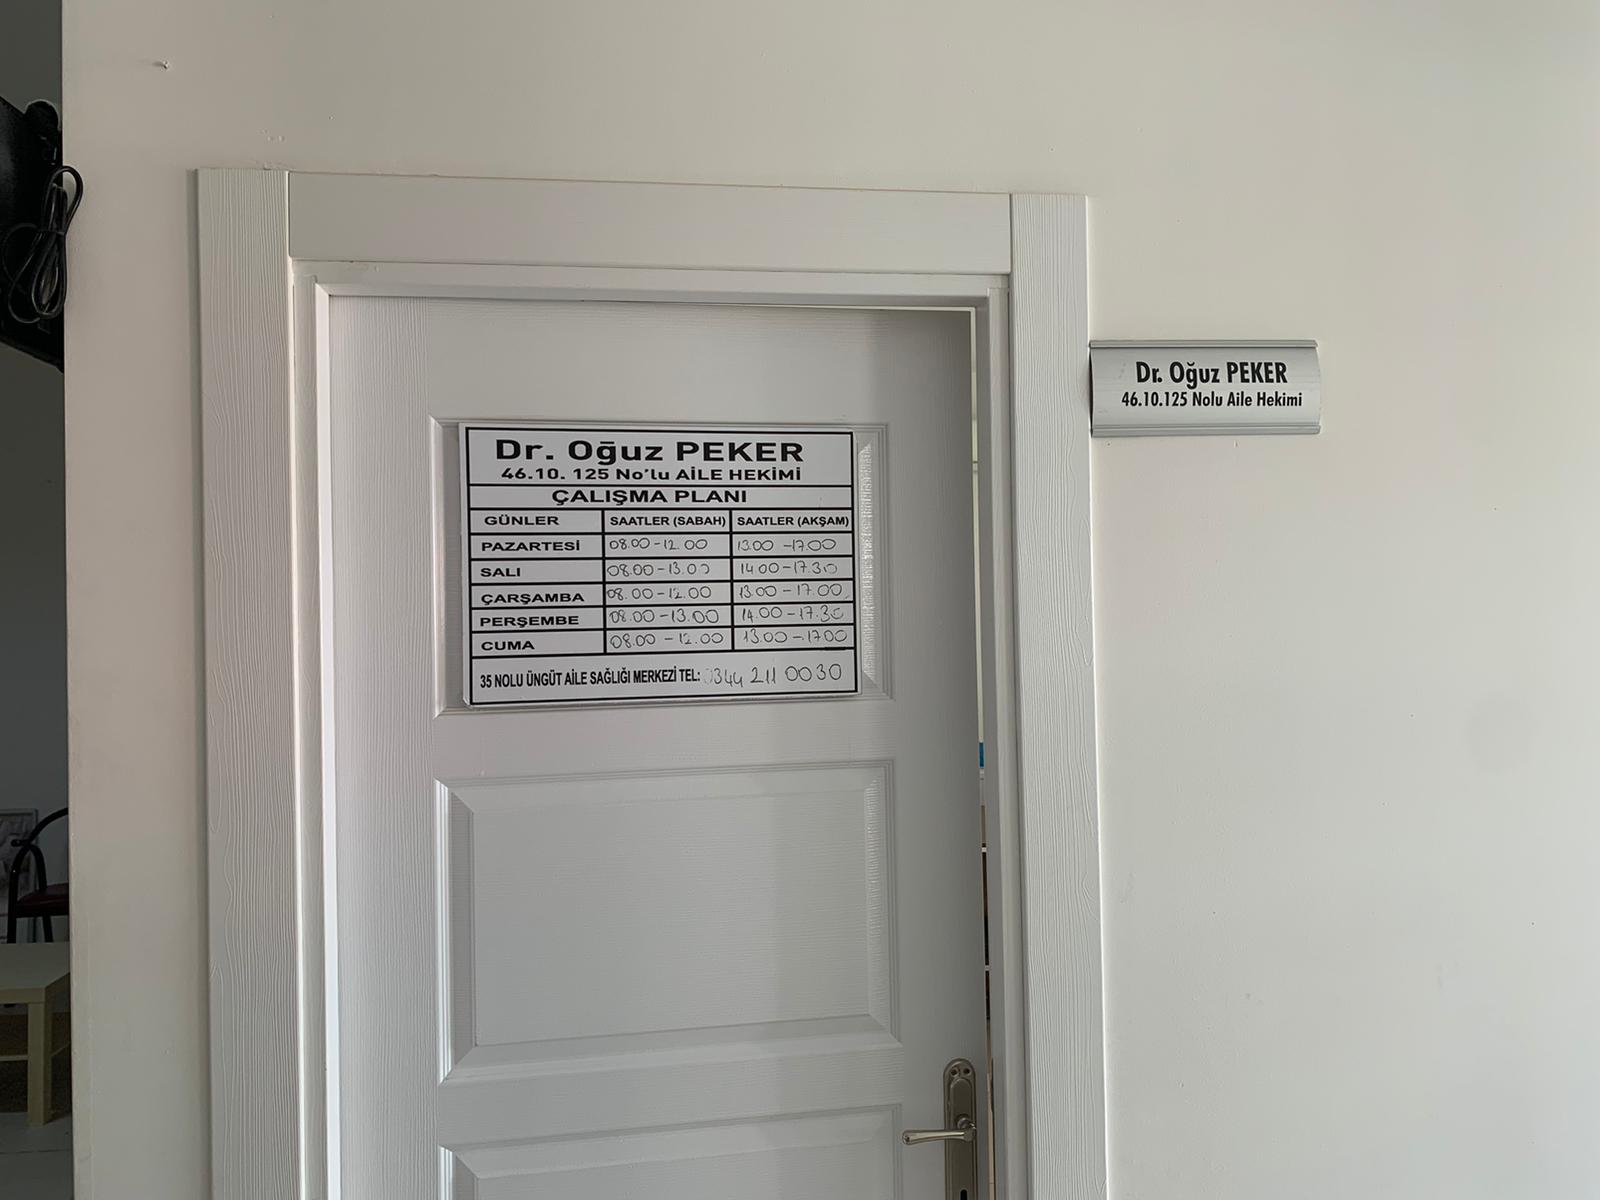 Dr. Oğuz PEKER
46.10. 125 No'lu AİLE HEKİMİ
ÇALIŞMA PLANI
GÜNLER SAATLER (SABAH) SAATLER (AKŞAM)
PAZARTESİ 08.00-12.00 13.00-17.00
SALI 08.00-13.00 14.00-17.30
ÇARŞAMBA 08.00-12.00 13.00-17.00
PERŞEMBE 08.00-13.00 14.00-17.30
CUMA 08.00-12.00 13.00-17.00
35 NOLU ÜNGÜT AİLE SAĞLIĞI MERKEZİ TEL: 0344 211 0030
Dr. Oğuz PEKER
46.10.125 Nolu Aile Hekimi